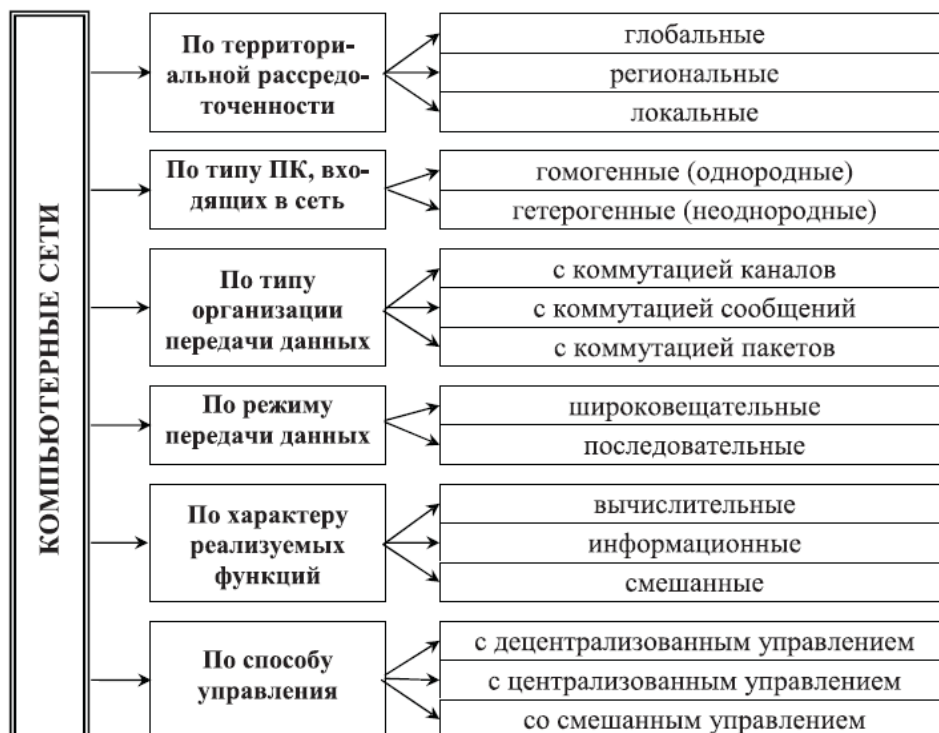 КОМПЬЮТЕРНЫЕ СЕТИ
По территори-
альной рассредо-
точенности
глобальные
региональные
локальные
По типу ПК, вхо-
дящих в сеть
гомогенные (однородные)
гетерогенные (неоднородные)
По типу
организации
передачи данных
с коммутацией каналов
с коммутацией сообщений
с коммутацией пакетов
По режиму
передачи данных
широковещательные
последовательные
По характеру
реализуемых
функций
вычислительные
информационные
смешанные
По способу
управления
с децентрализованным управлением
с централизованным управлением
со смешанным управлением